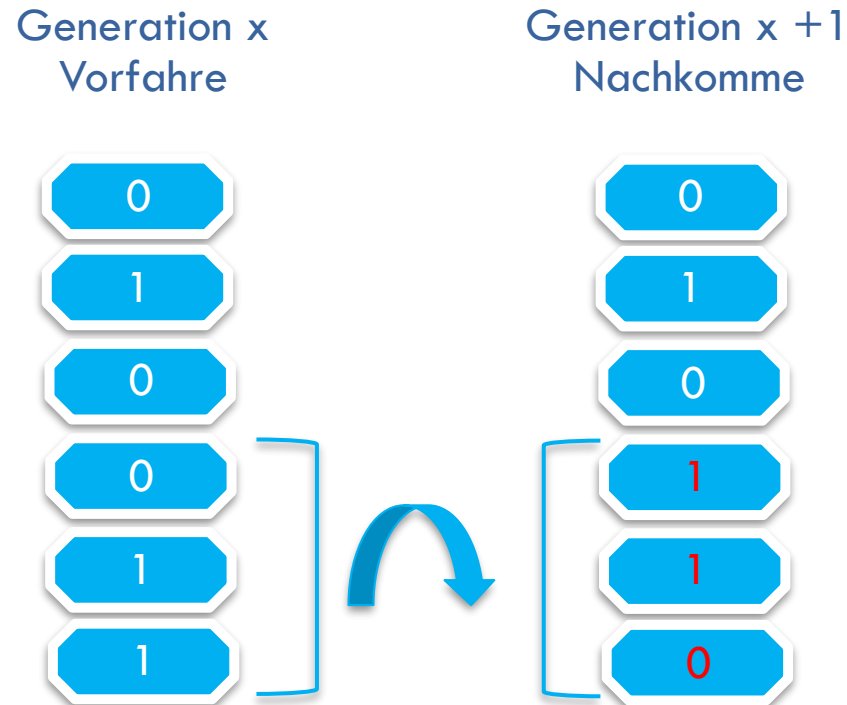 Generation x
Vorfahre
Generation x +1
Nachkomme
0 0
1 1
0 0
0 1
1 1
1 0